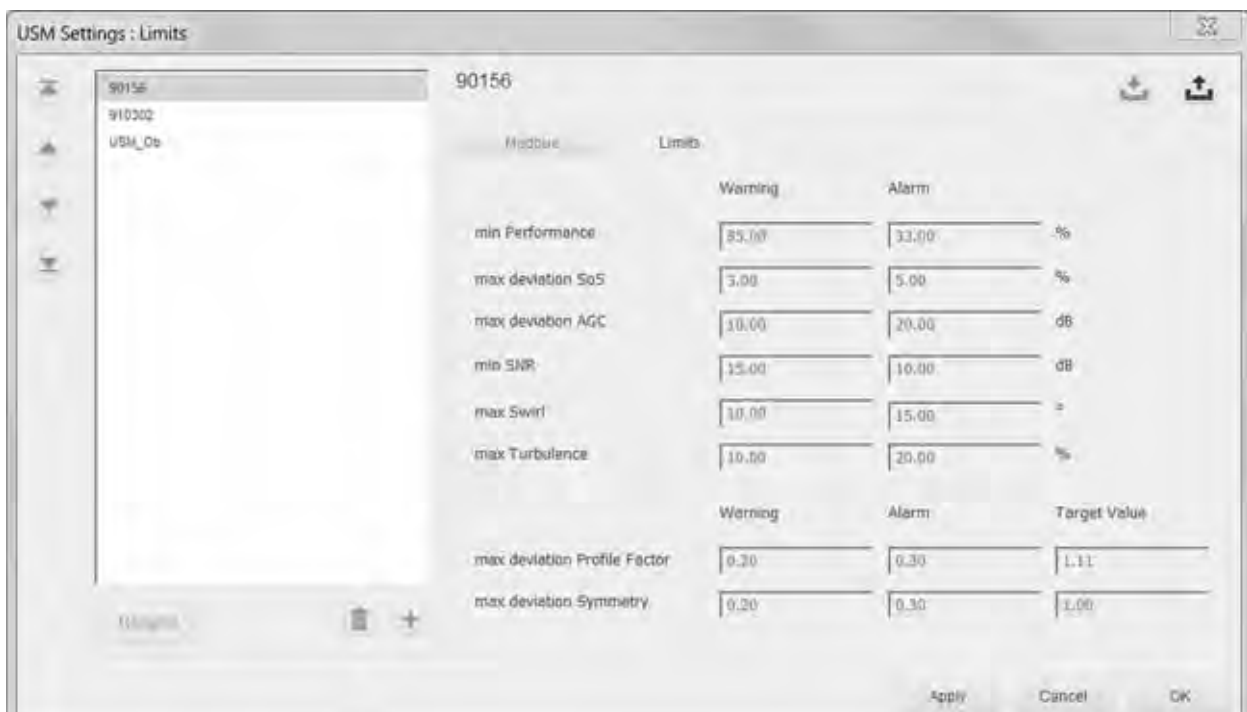 USM Settings : Limits
90156
910302
USM_Ob
90156
Modbus
Limits
Warning Alarm
min Performance 85.00 33.00 %
max deviation SoS 3.00 5.00 %
max deviation AGC 10.00 20.00 dB
min SNR 15.00 10.00 dB
max Swirl 10.00 15.00 °
max Turbulence 10.00 20.00 %
Warning Alarm Target Value
max deviation Profile Factor 0.20 0.30 1.11
max deviation Symmetry 0.20 0.30 1.00
Apply Cancel OK